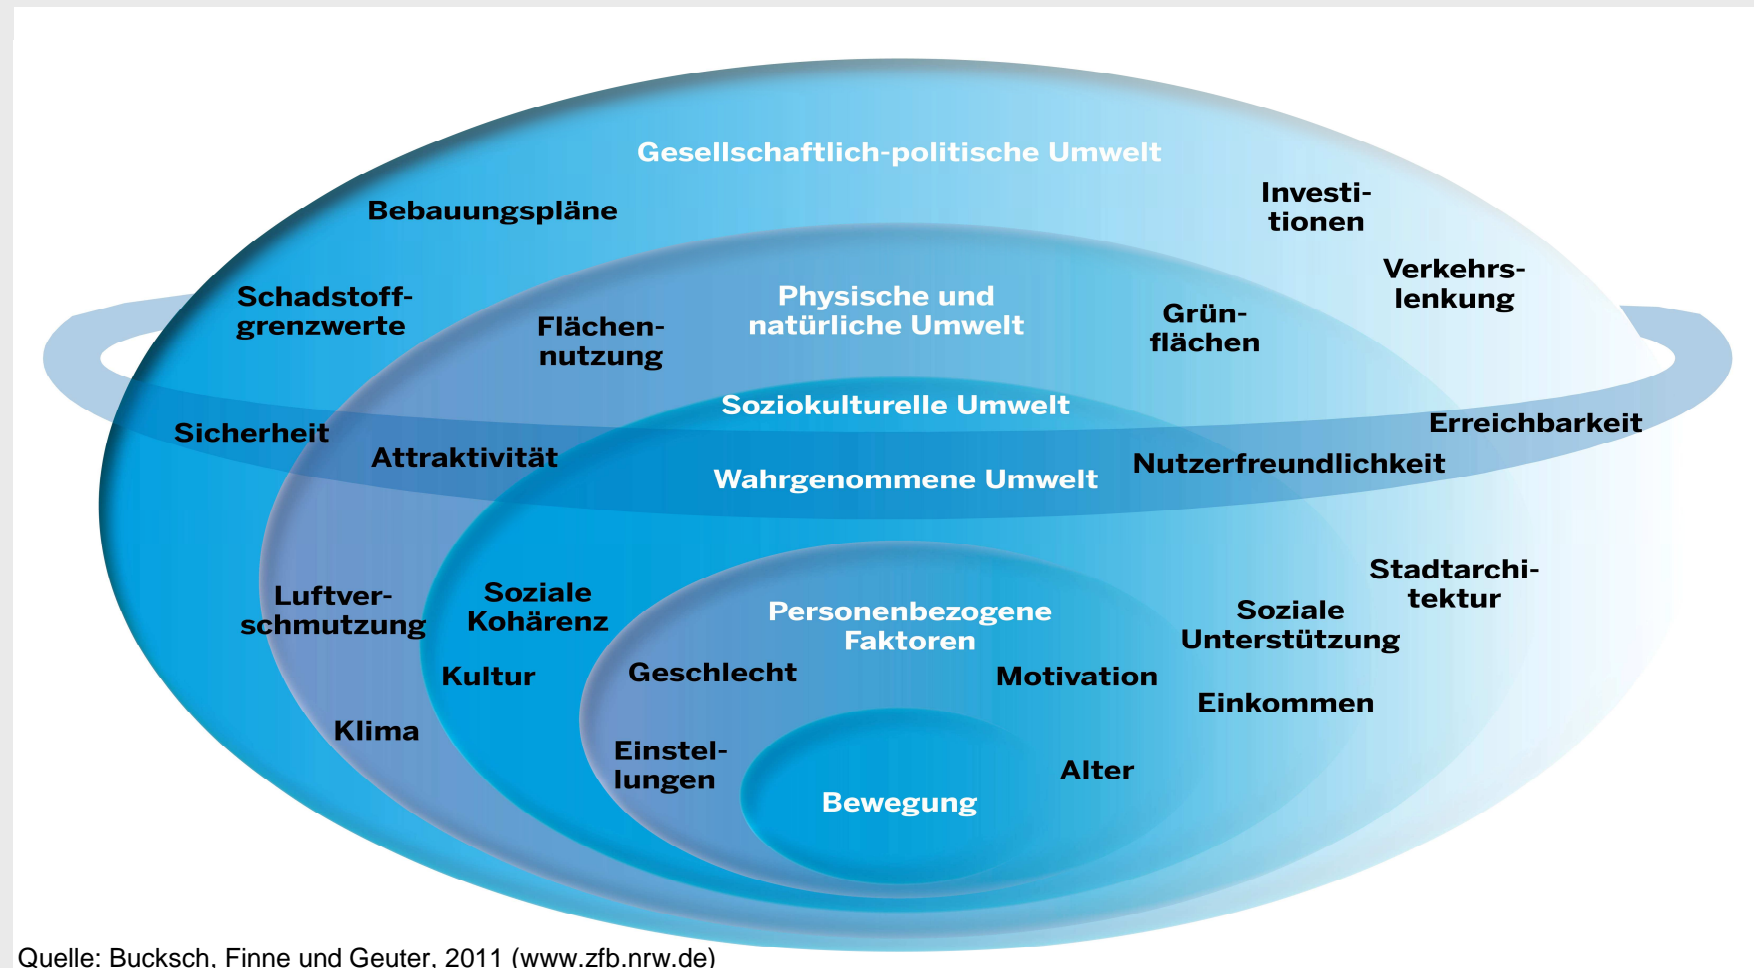 Gesellschaftlich-politische Umwelt
Bebauungspläne
Investi-
tionen
Verkehrs-
lenkung
Schadstoff-
grenzwerte
Flächen-
nutzung
Physische und
natürliche Umwelt
Grün-
flächen
Soziokulturelle Umwelt
Sicherheit
Attraktivität
Wahrgenommene Umwelt
Nutzerfreundlichkeit
Erreichbarkeit
Luftver-
schmutzung
Soziale
Kohärenz
Personenbezogene
Faktoren
Soziale
Unterstützung
Stadtarchi-
tektur
Kultur
Geschlecht
Motivation
Einkommen
Klima
Einstel-
lungen
Alter
Bewegung
Quelle: Bucksch, Finne und Geuter, 2011 (www.zfb.nrw.de)